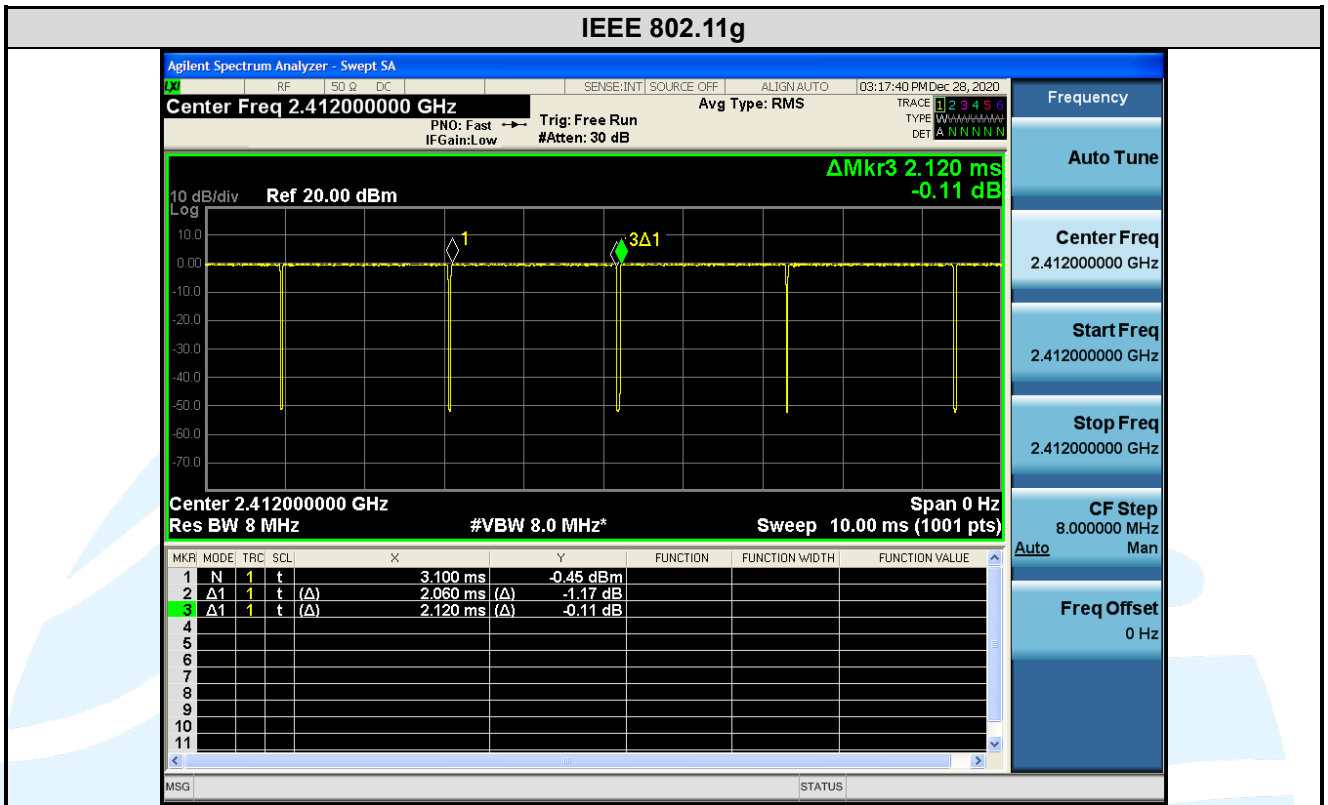 IEEE 802.11g
Agilent Spectrum Analyzer - Swept SA
LXI RF 50 Ω DC SENSE:INT SOURCE OFF ALIGN AUTO 03:17:40 PM Dec 28, 2020
Center Freq 2.412000000 GHz
PNO: Fast
IFGain:Low
Trig: Free Run
#Atten: 30 dB
Avg Type: RMS
TRACE 1 2 3 4 5 6
TYPE WWWWWW
DET A N N N N N
ΔMkr3 2.120 ms
-0.11 dB
10 dB/div Ref 20.00 dBm
Log
10.0
0.00
-10.0
-20.0
-30.0
-40.0
-50.0
-60.0
-70.0
1
3Δ1
Center 2.412000000 GHz Span 0 Hz
Res BW 8 MHz #VBW 8.0 MHz* Sweep 10.00 ms (1001 pts)
MKR MODE TRC SCL X Y FUNCTION FUNCTION WIDTH FUNCTION VALUE
1 N 1 t 3.100 ms -0.45 dBm
2 Δ1 1 t (Δ) 2.060 ms (Δ) -1.17 dB
3 Δ1 1 t (Δ) 2.120 ms (Δ) -0.11 dB
4
5
6
7
8
9
10
11
MSG STATUS
Frequency
Auto Tune
Center Freq
2.412000000 GHz
Start Freq
2.412000000 GHz
Stop Freq
2.412000000 GHz
CF Step
8.000000 MHz
Auto Man
Freq Offset
0 Hz